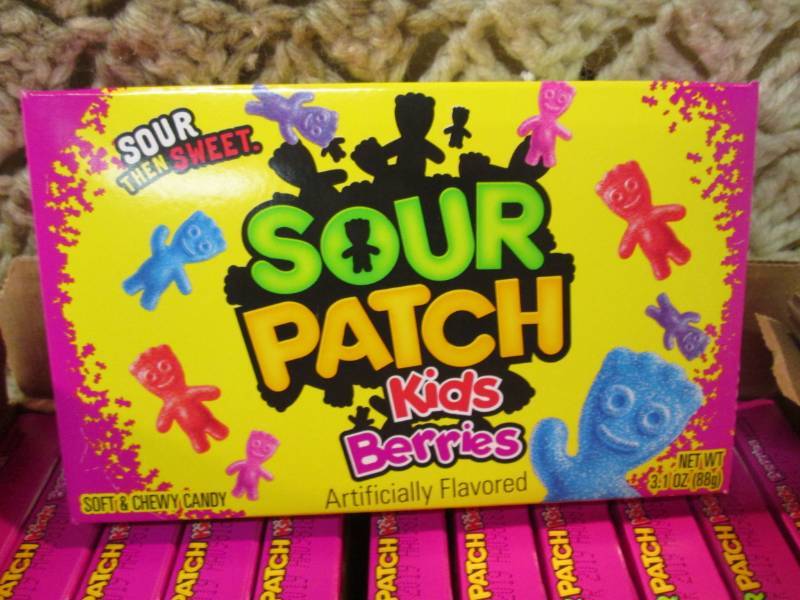 SOUR
THEN SWEET.
SOUR
PATCH
Kids
Berries
Artificially Flavored
SOFT & CHEWY CANDY
NET WT
3.1 OZ (88g)
PATCH
PATCH
PATCH
PATCH
PATCH
PATCH
PATCH
PATCH
PATCH